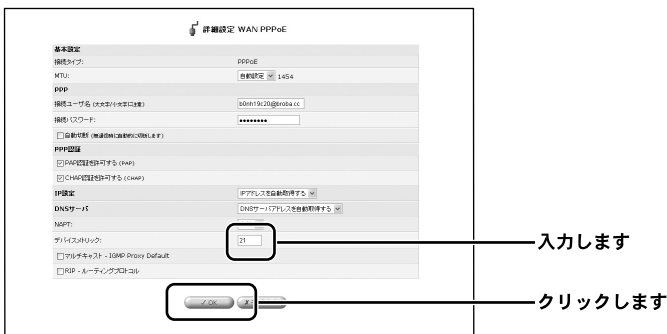 詳細設定 WAN PPPoE
基本設定
接続タイプ: PPPoE
MTU: 自動設定 1454
PPP
接続ユーザ名 (大文字/小文字に注意) b0nh19c20@broba.cc
接続パスワード: ●●●●●●●●
自動切断 (無通信時に自動的に切断します)
PPP認証
PAP認証を許可する (PAP)
CHAP認証を許可する (CHAP)
IP設定 IPアドレスを自動取得する
DNSサーバ DNSサーバアドレスを自動取得する
NAPT:
デバイスメトリック: 21
入力します
マルチキャスト - IGMP Proxy Default
RIP - ルーティングプロトコル
OK
クリックします